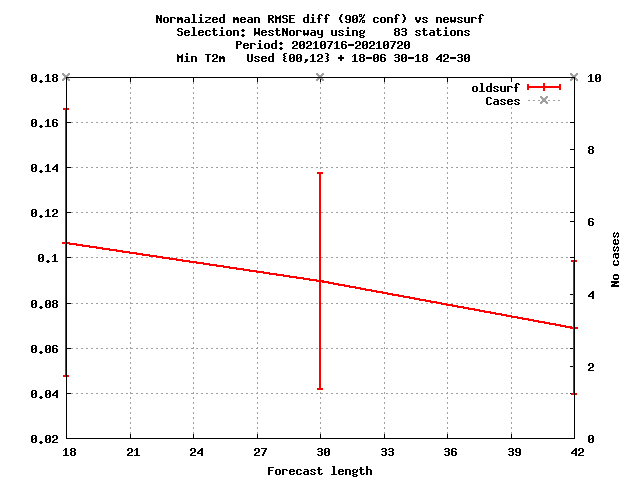 Normalized mean RMSE diff (90% conf) vs newsurf
Selection: WestNorway using    83 stations
Period: 20210716-20210720
Min T2m   Used {00,12} + 18-06 30-18 42-30
oldsurf
Cases
0.18
0.16
0.14
0.12
0.1
0.08
0.06
0.04
0.02
10
8
6
4
2
0
No cases
18 21 24 27 30 33 36 39 42
Forecast length